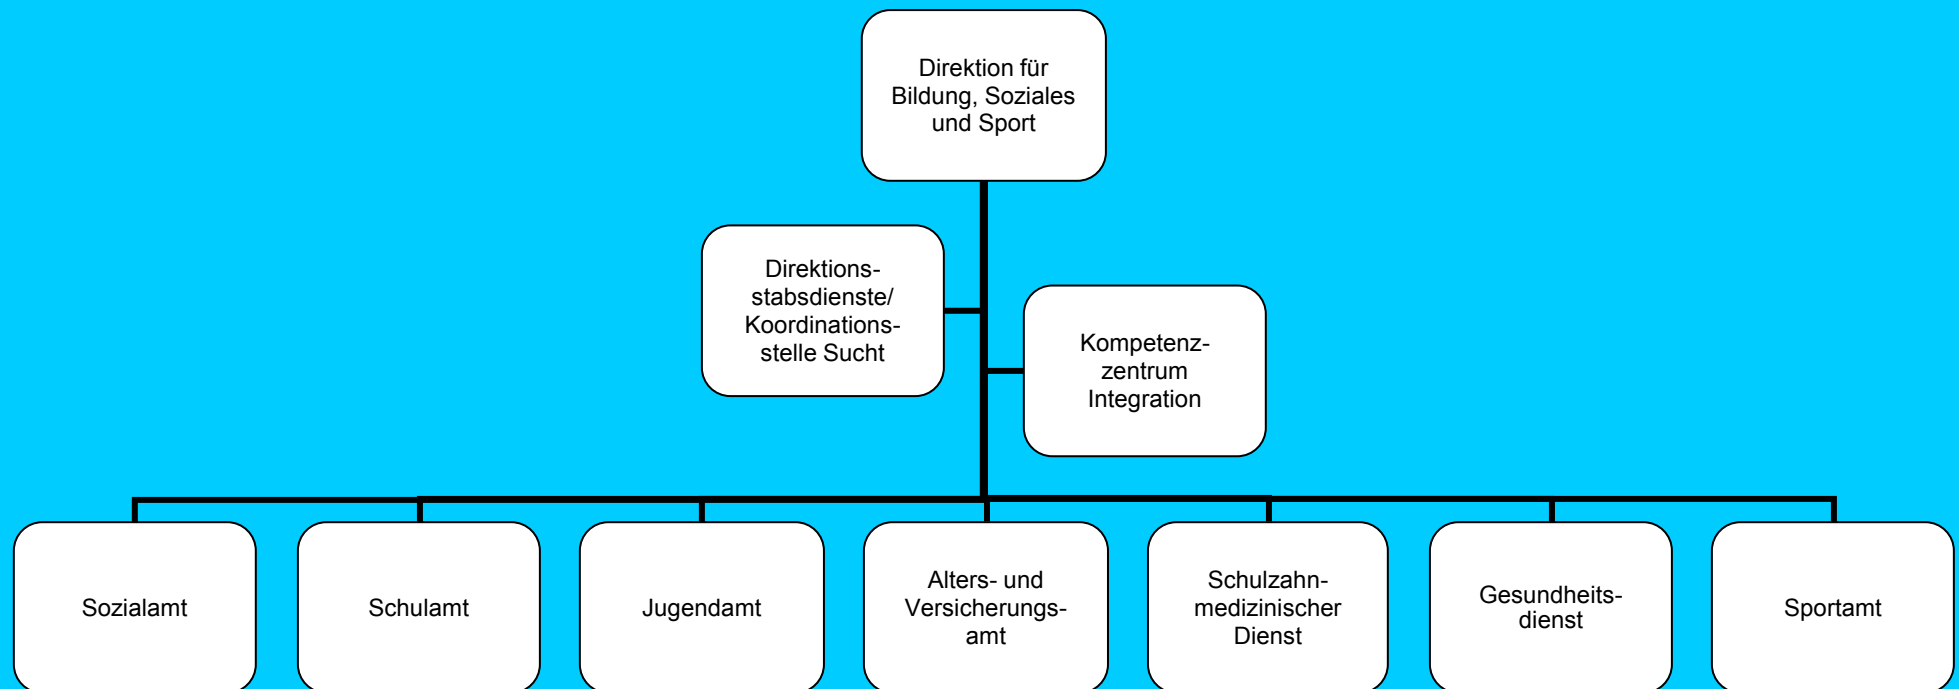 Direktion für
Bildung, Soziales
und Sport
Direktions-
stabsdienste/
Koordinations-
stelle Sucht
Kompetenz-
zentrum
Integration
Sozialamt
Schulamt
Jugendamt
Alters- und
Versicherungs-
amt
Schulzahn-
medizinischer
Dienst
Gesundheits-
dienst
Sportamt